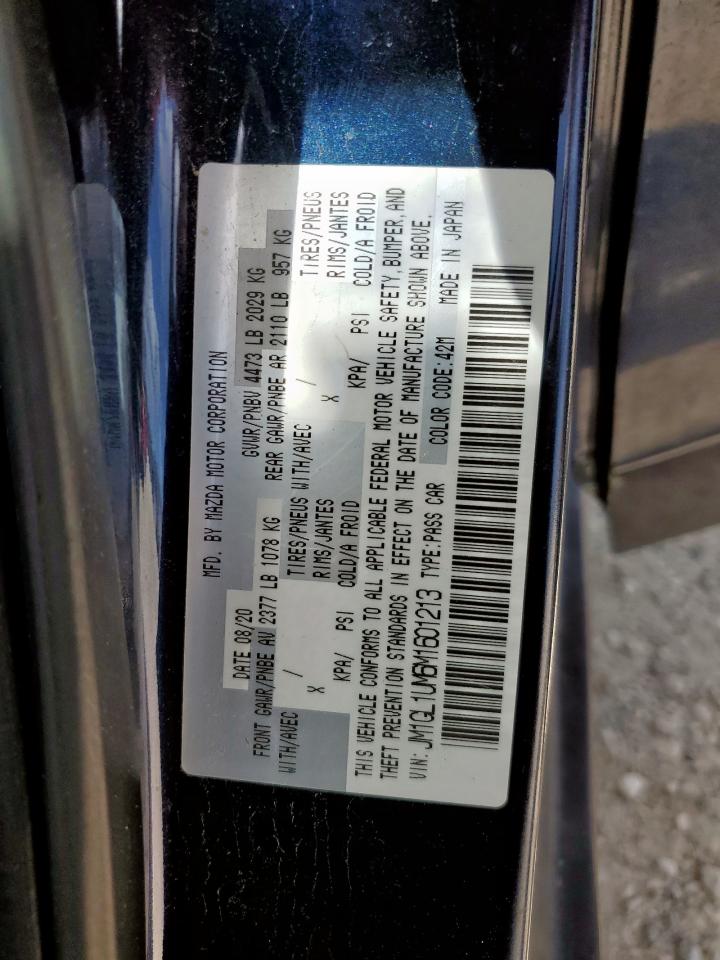 MFD. BY MAZDA MOTOR CORPORATION
DATE 08/20 GVWR/PNBV 4473 LB 2029 KG
FRONT GAWR/PNBE AV 2377 LB 1078 KG REAR GAWR/PNBE AR 2110 LB 957 KG
WITH/AVEC TIRES/PNEUS WITH/AVEC TIRES/PNEUS
X / RIMS/JANTES X / RIMS/JANTES
KPA/ PSI COLD/A FROID KPA/ PSI COLD/A FROID
THIS VEHICLE CONFORMS TO ALL APPLICABLE FEDERAL MOTOR VEHICLE SAFETY, BUMPER, AND
THEFT PREVENTION STANDARDS IN EFFECT ON THE DATE OF MANUFACTURE SHOWN ABOVE.
VIN: JM1GL1UM6M1601213 TYPE:PASS CAR COLOR CODE:42M MADE IN JAPAN